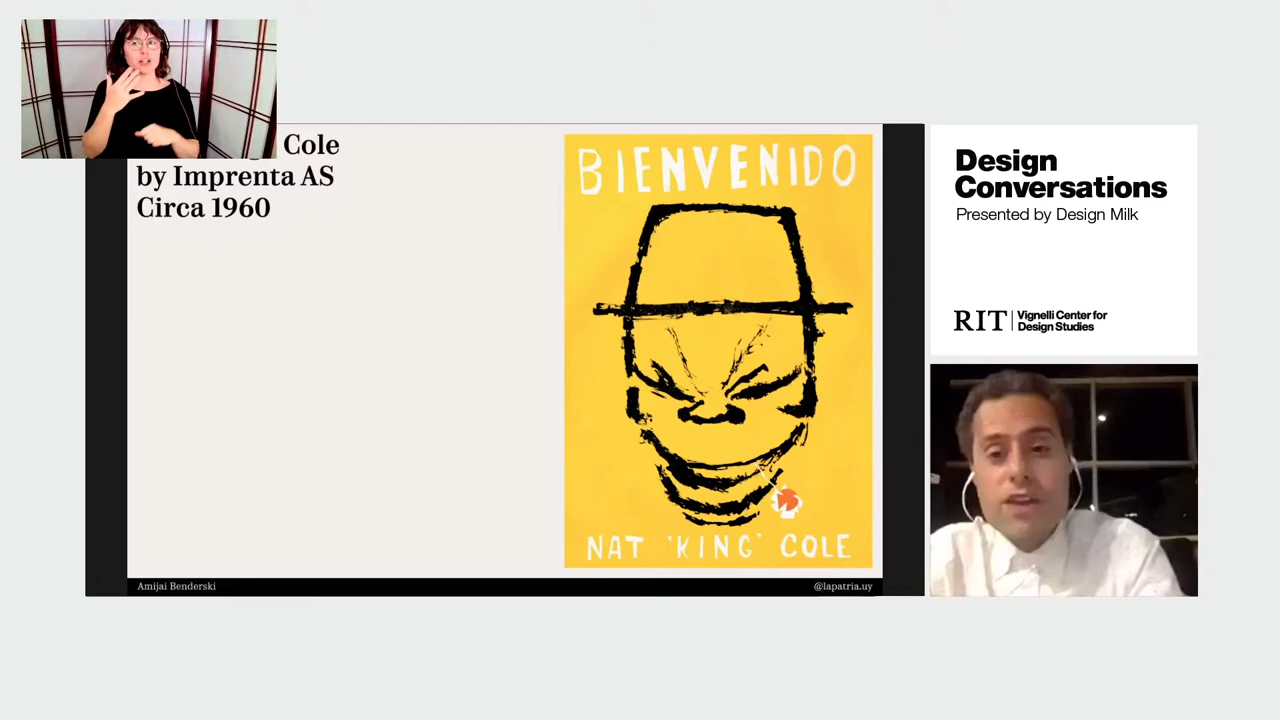 Cole
by Imprenta AS
Circa 1960
BIENVENIDO
NAT 'KING' COLE
Amijai Benderski
@lapatria.uy
Design
Conversations
Presented by Design Milk
RIT
Vignelli Center for
Design Studies